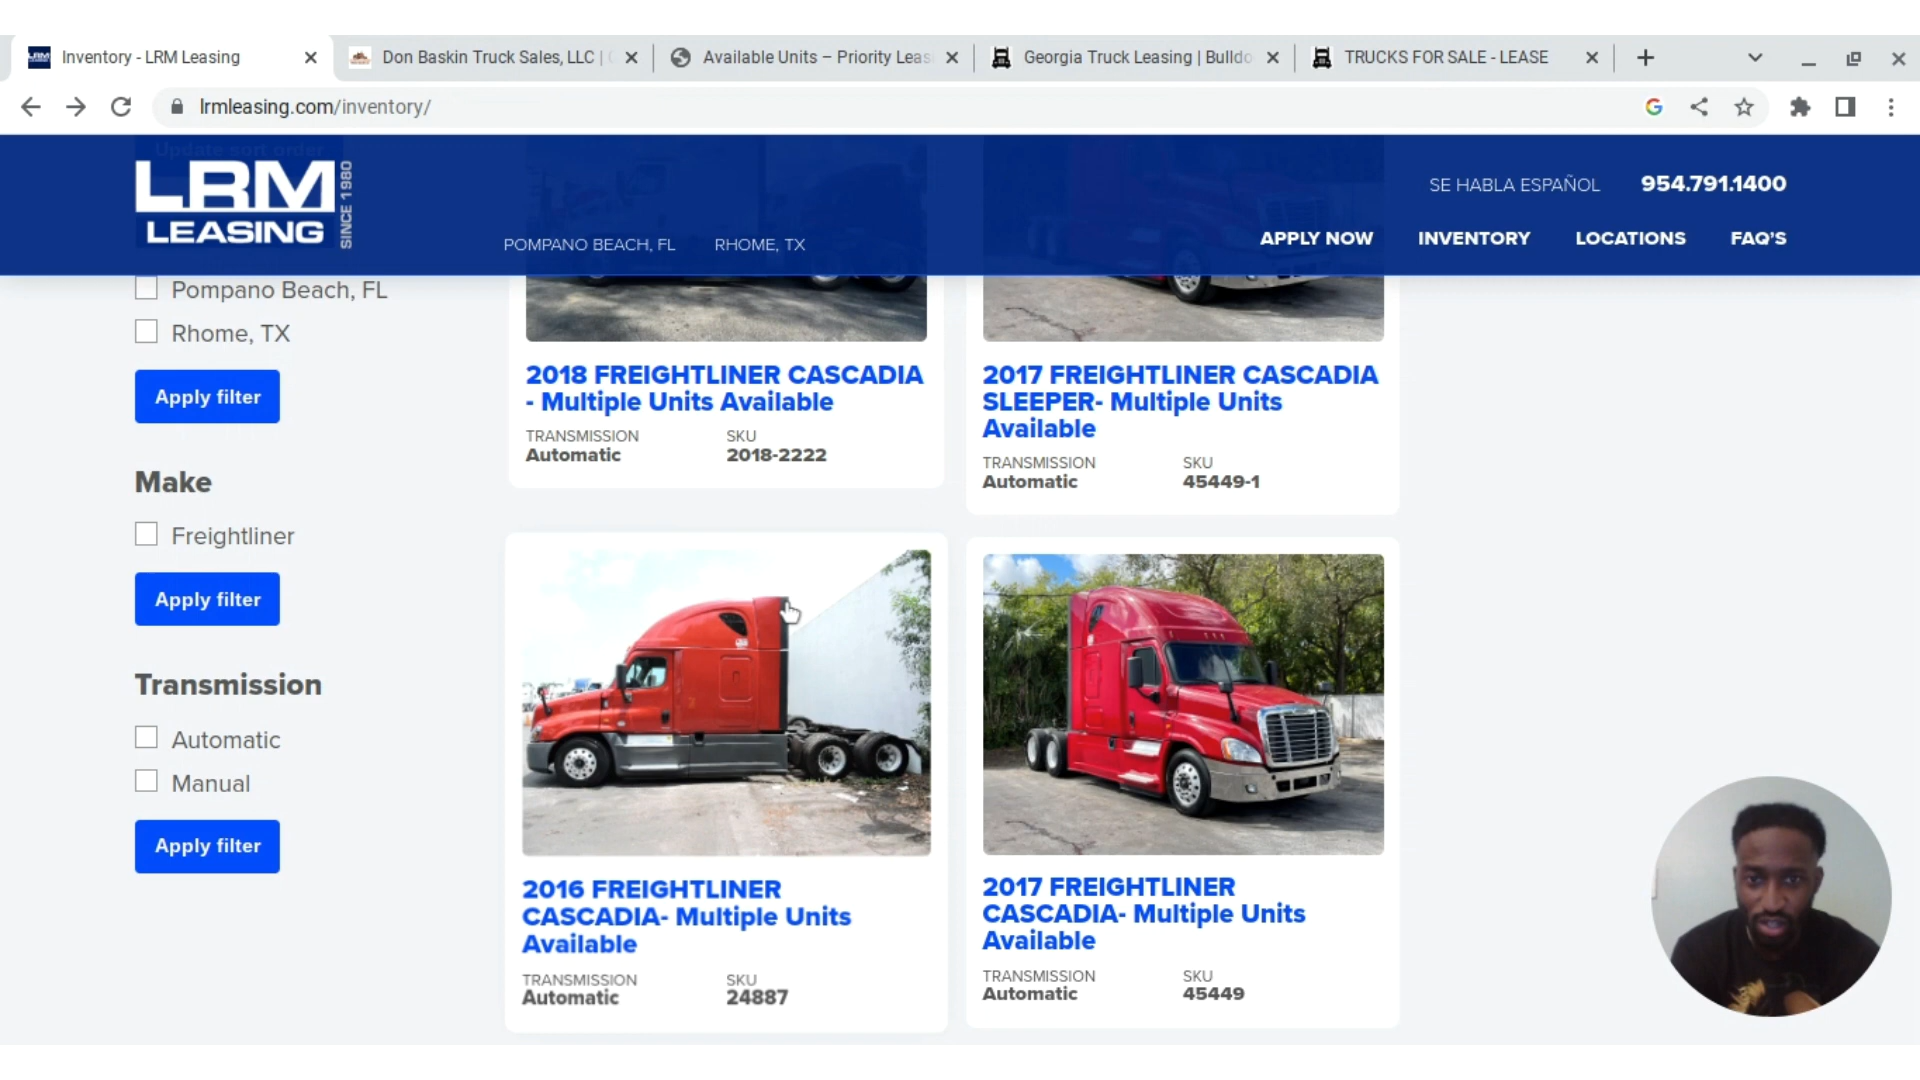 Inventory - LRM Leasing
Don Baskin Truck Sales, LLC |
Available Units – Priority Leas
Georgia Truck Leasing | Bulldo
TRUCKS FOR SALE - LEASE
lrmleasing.com/inventory/
Update sort order
LRM
LEASING
SINCE 1980
SE HABLA ESPAÑOL
954.791.1400
POMPANO BEACH, FL
RHOME, TX
APPLY NOW
INVENTORY
LOCATIONS
FAQ'S
Pompano Beach, FL
Rhome, TX
Apply filter
Make
Freightliner
Apply filter
Transmission
Automatic
Manual
Apply filter
2018 FREIGHTLINER CASCADIA
- Multiple Units Available
TRANSMISSION
Automatic
SKU
2018-2222
2017 FREIGHTLINER CASCADIA
SLEEPER- Multiple Units
Available
TRANSMISSION
Automatic
SKU
45449-1
2016 FREIGHTLINER
CASCADIA- Multiple Units
Available
TRANSMISSION
Automatic
SKU
24887
2017 FREIGHTLINER
CASCADIA- Multiple Units
Available
TRANSMISSION
Automatic
SKU
45449